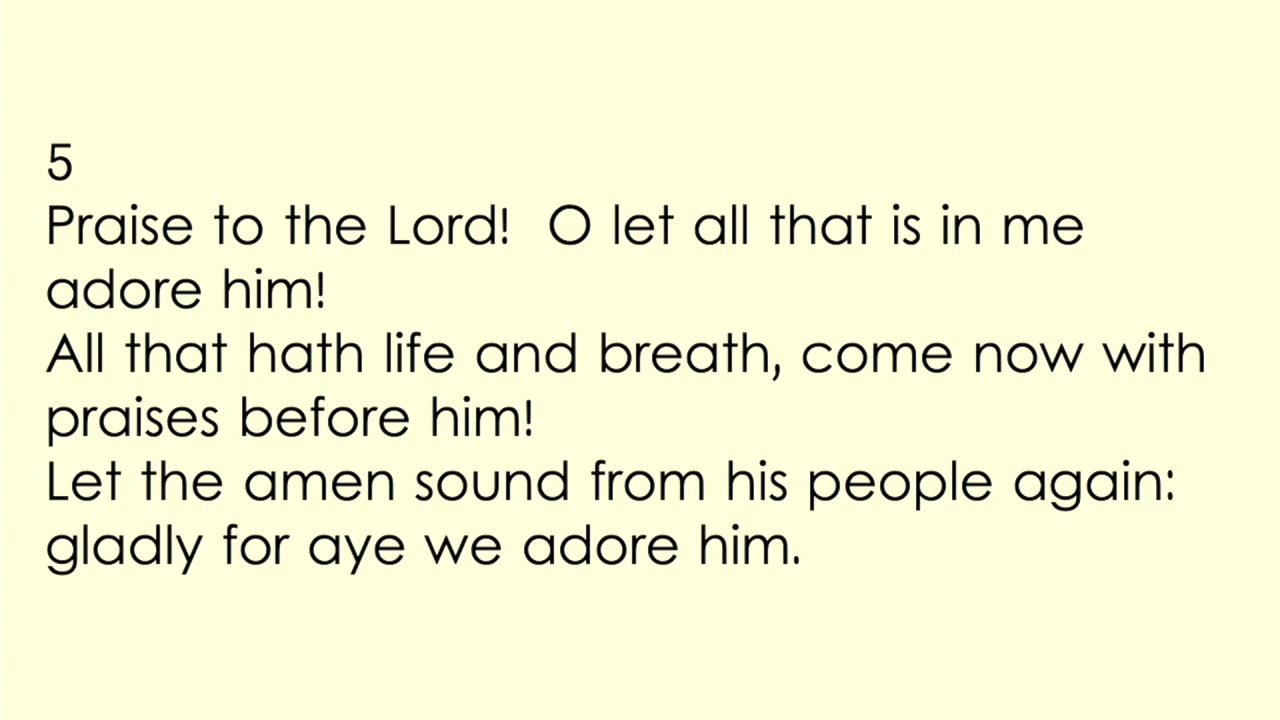 5
Praise to the Lord!  O let all that is in me
adore him!
All that hath life and breath, come now with
praises before him!
Let the amen sound from his people again:
gladly for aye we adore him.